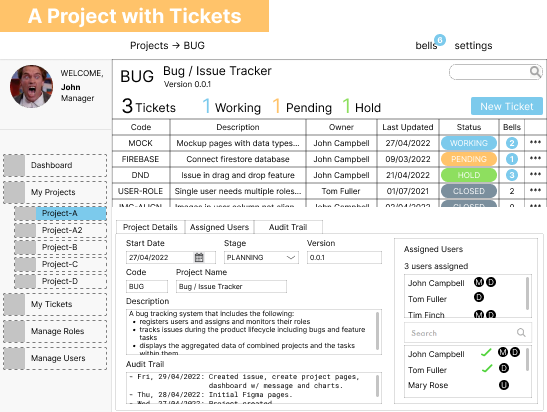 A Project with Tickets
Projects → BUG
bells 6 settings
WELCOME,
John
Manager
BUG Bug / Issue Tracker
Version 0.0.1
3 Tickets 1 Working 1 Pending 1 Hold New Ticket
Code Description Owner Last Updated Status Bells
MOCK Mockup pages with data types... John Campbell 27/04/2022 WORKING 2 •••
FIREBASE Connect firestore database John Campbell 09/03/2022 PENDING 1 •••
DND Issue in drag and drop feature John Campbell 21/04/2022 HOLD 3 •••
USER-ROLE Single user needs multiple roles... Tom Fuller 01/07/2021 CLOSED 2 •••
IMG-ALIGN Images in user column not align... John Campbell CLOSED 0 •••
Dashboard
My Projects
Project-A
Project-A2
Project-B
Project-C
Project-D
My Tickets
Manage Roles
Manage Users
Project Details Assigned Users Audit Trail
Start Date Stage Version
27/04/2022 PLANNING 0.0.1
Code Project Name
BUG Bug / Issue Tracker
Description
A bug tracking system that includes the following:
• registers users and assigns and monitors their roles
• tracks issues during the product lifecycle including bugs and feature
tasks
• displays the aggregated data of combined projects and the tasks
within them
Audit Trail
- Fri, 29/04/2022: Created issue, create project pages,
dashboard w/ message and charts.
- Thu, 28/04/2022: Initial Figma pages.
- Wed, 27/04/2022: Project created
Assigned Users
3 users assigned
John Campbell M D
Tom Fuller D
Tim Finch M D
Search
John Campbell M D
Tom Fuller D
Mary Rose U